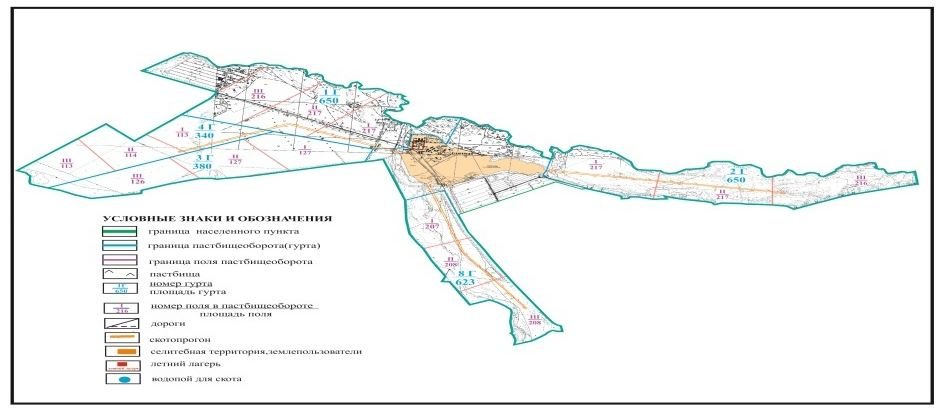 1 Г
650
III
216
II
217
I
217
4 Г
340
I
113
II
114
III
113
3 Г
380
I
127
II
127
III
126
I
217
2 Г
650
II
217
III
216
I
207
II
208
8 Г
623
III
208
УСЛОВНЫЕ ЗНАКИ И ОБОЗНАЧЕНИЯ
граница населенного пункта
граница пастбищеоборота(гурта)
граница поля пастбищеоборота
пастбища
1Г номер гурта
650 площадь гурта
I номер поля в пастбищеобороте
216 площадь поля
дороги
скотопрогон
селитебная территория,землепользователи
летний лагерь
водопой для скота